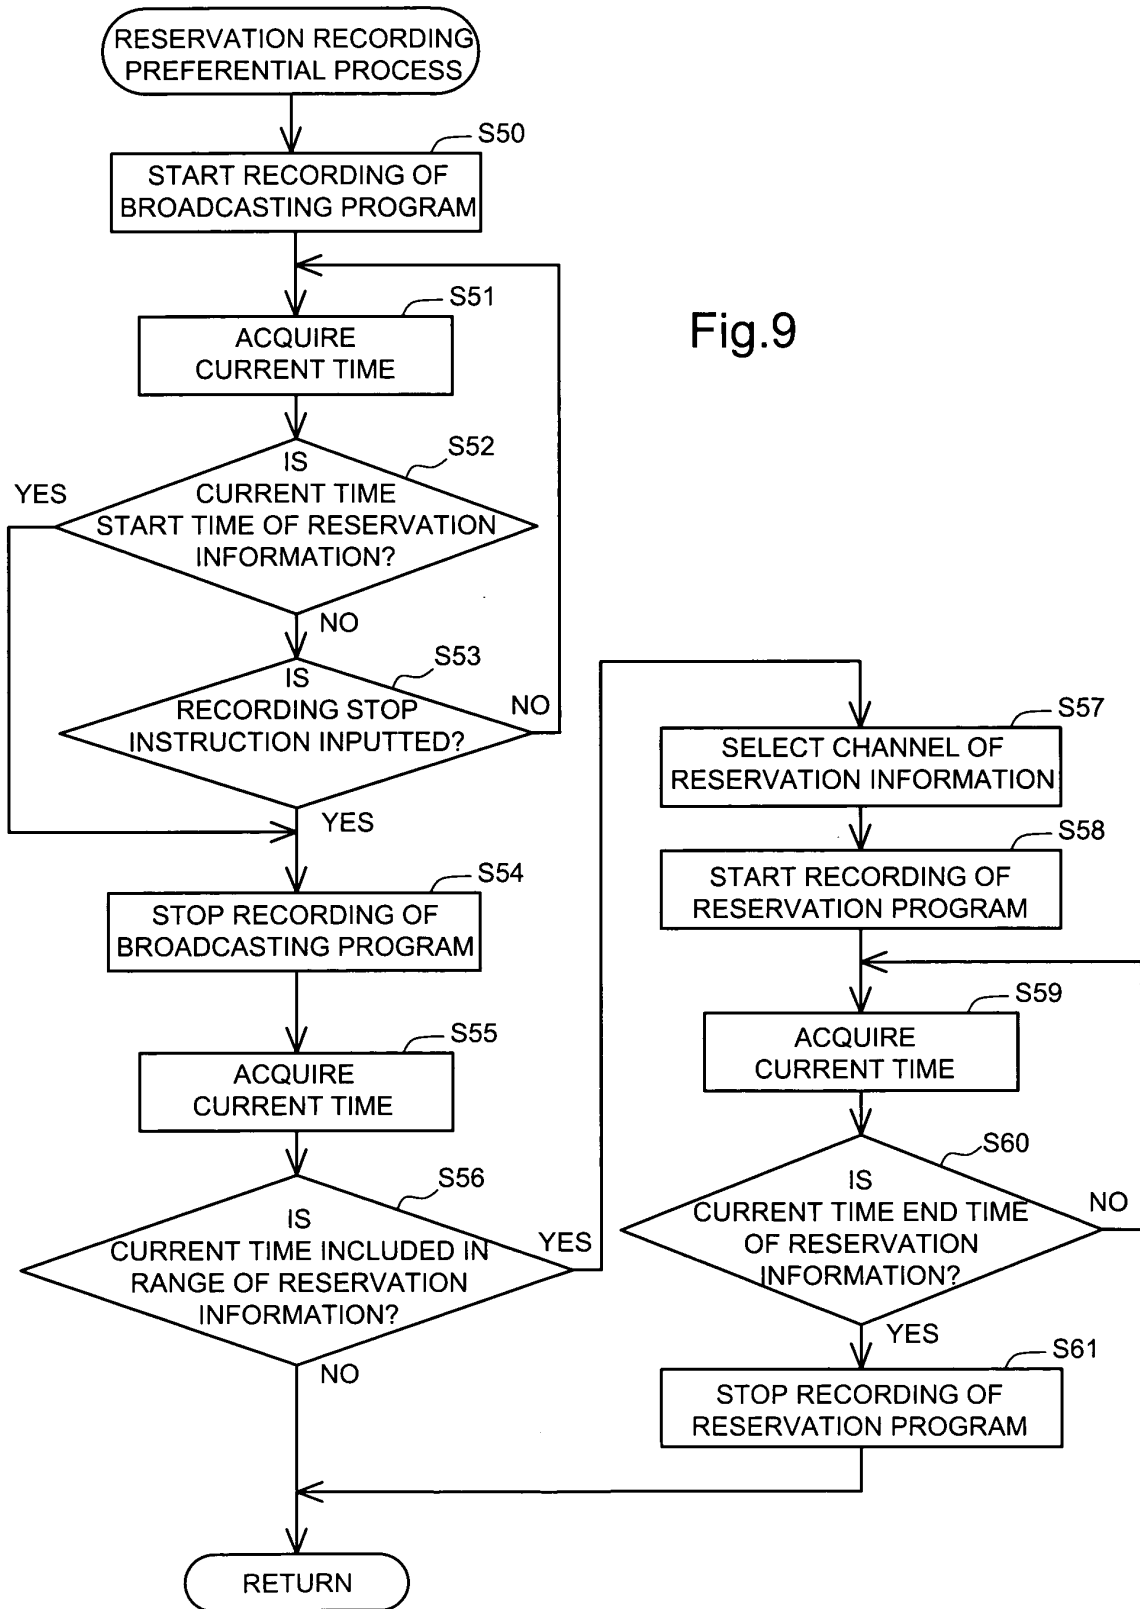 RESERVATION RECORDING
PREFERENTIAL PROCESS
S50
START RECORDING OF
BROADCASTING PROGRAM
S51
ACQUIRE
CURRENT TIME
Fig.9
S52
IS
CURRENT TIME
START TIME OF RESERVATION
INFORMATION?
YES
NO
S53
IS
RECORDING STOP
INSTRUCTION INPUTTED?
NO
YES
S54
STOP RECORDING OF
BROADCASTING PROGRAM
S55
ACQUIRE
CURRENT TIME
S56
IS
CURRENT TIME INCLUDED IN
RANGE OF RESERVATION
INFORMATION?
YES
NO
S57
SELECT CHANNEL OF
RESERVATION INFORMATION
S58
START RECORDING OF
RESERVATION PROGRAM
S59
ACQUIRE
CURRENT TIME
S60
IS
CURRENT TIME END TIME
OF RESERVATION
INFORMATION?
NO
YES
S61
STOP RECORDING OF
RESERVATION PROGRAM
RETURN